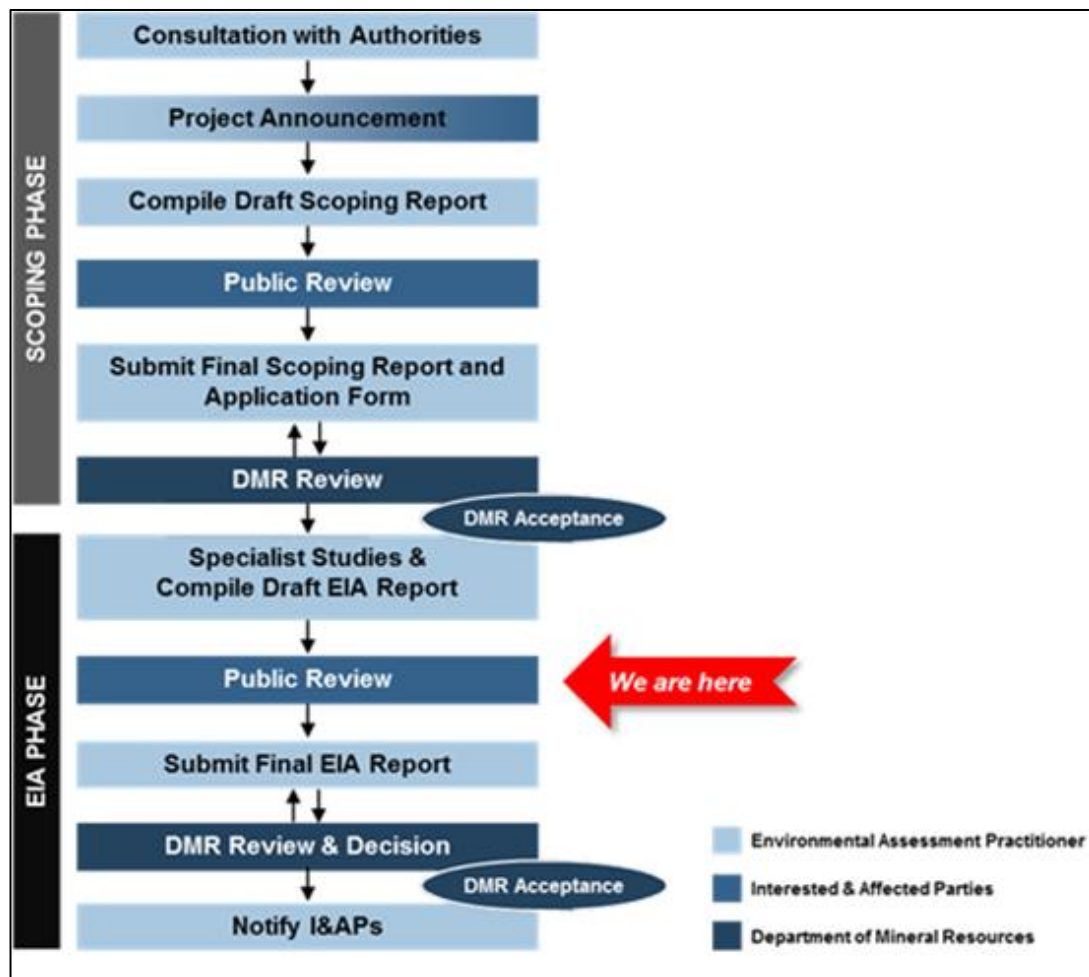 SCOPING PHASE
Consultation with Authorities
Project Announcement
Compile Draft Scoping Report
Public Review
Submit Final Scoping Report and
Application Form
DMR Review
DMR Acceptance
EIA PHASE
Specialist Studies &
Compile Draft EIA Report
Public Review
We are here
Submit Final EIA Report
DMR Review & Decision
DMR Acceptance
Notify I&APs
Environmental Assessment Practitioner
Interested & Affected Parties
Department of Mineral Resources